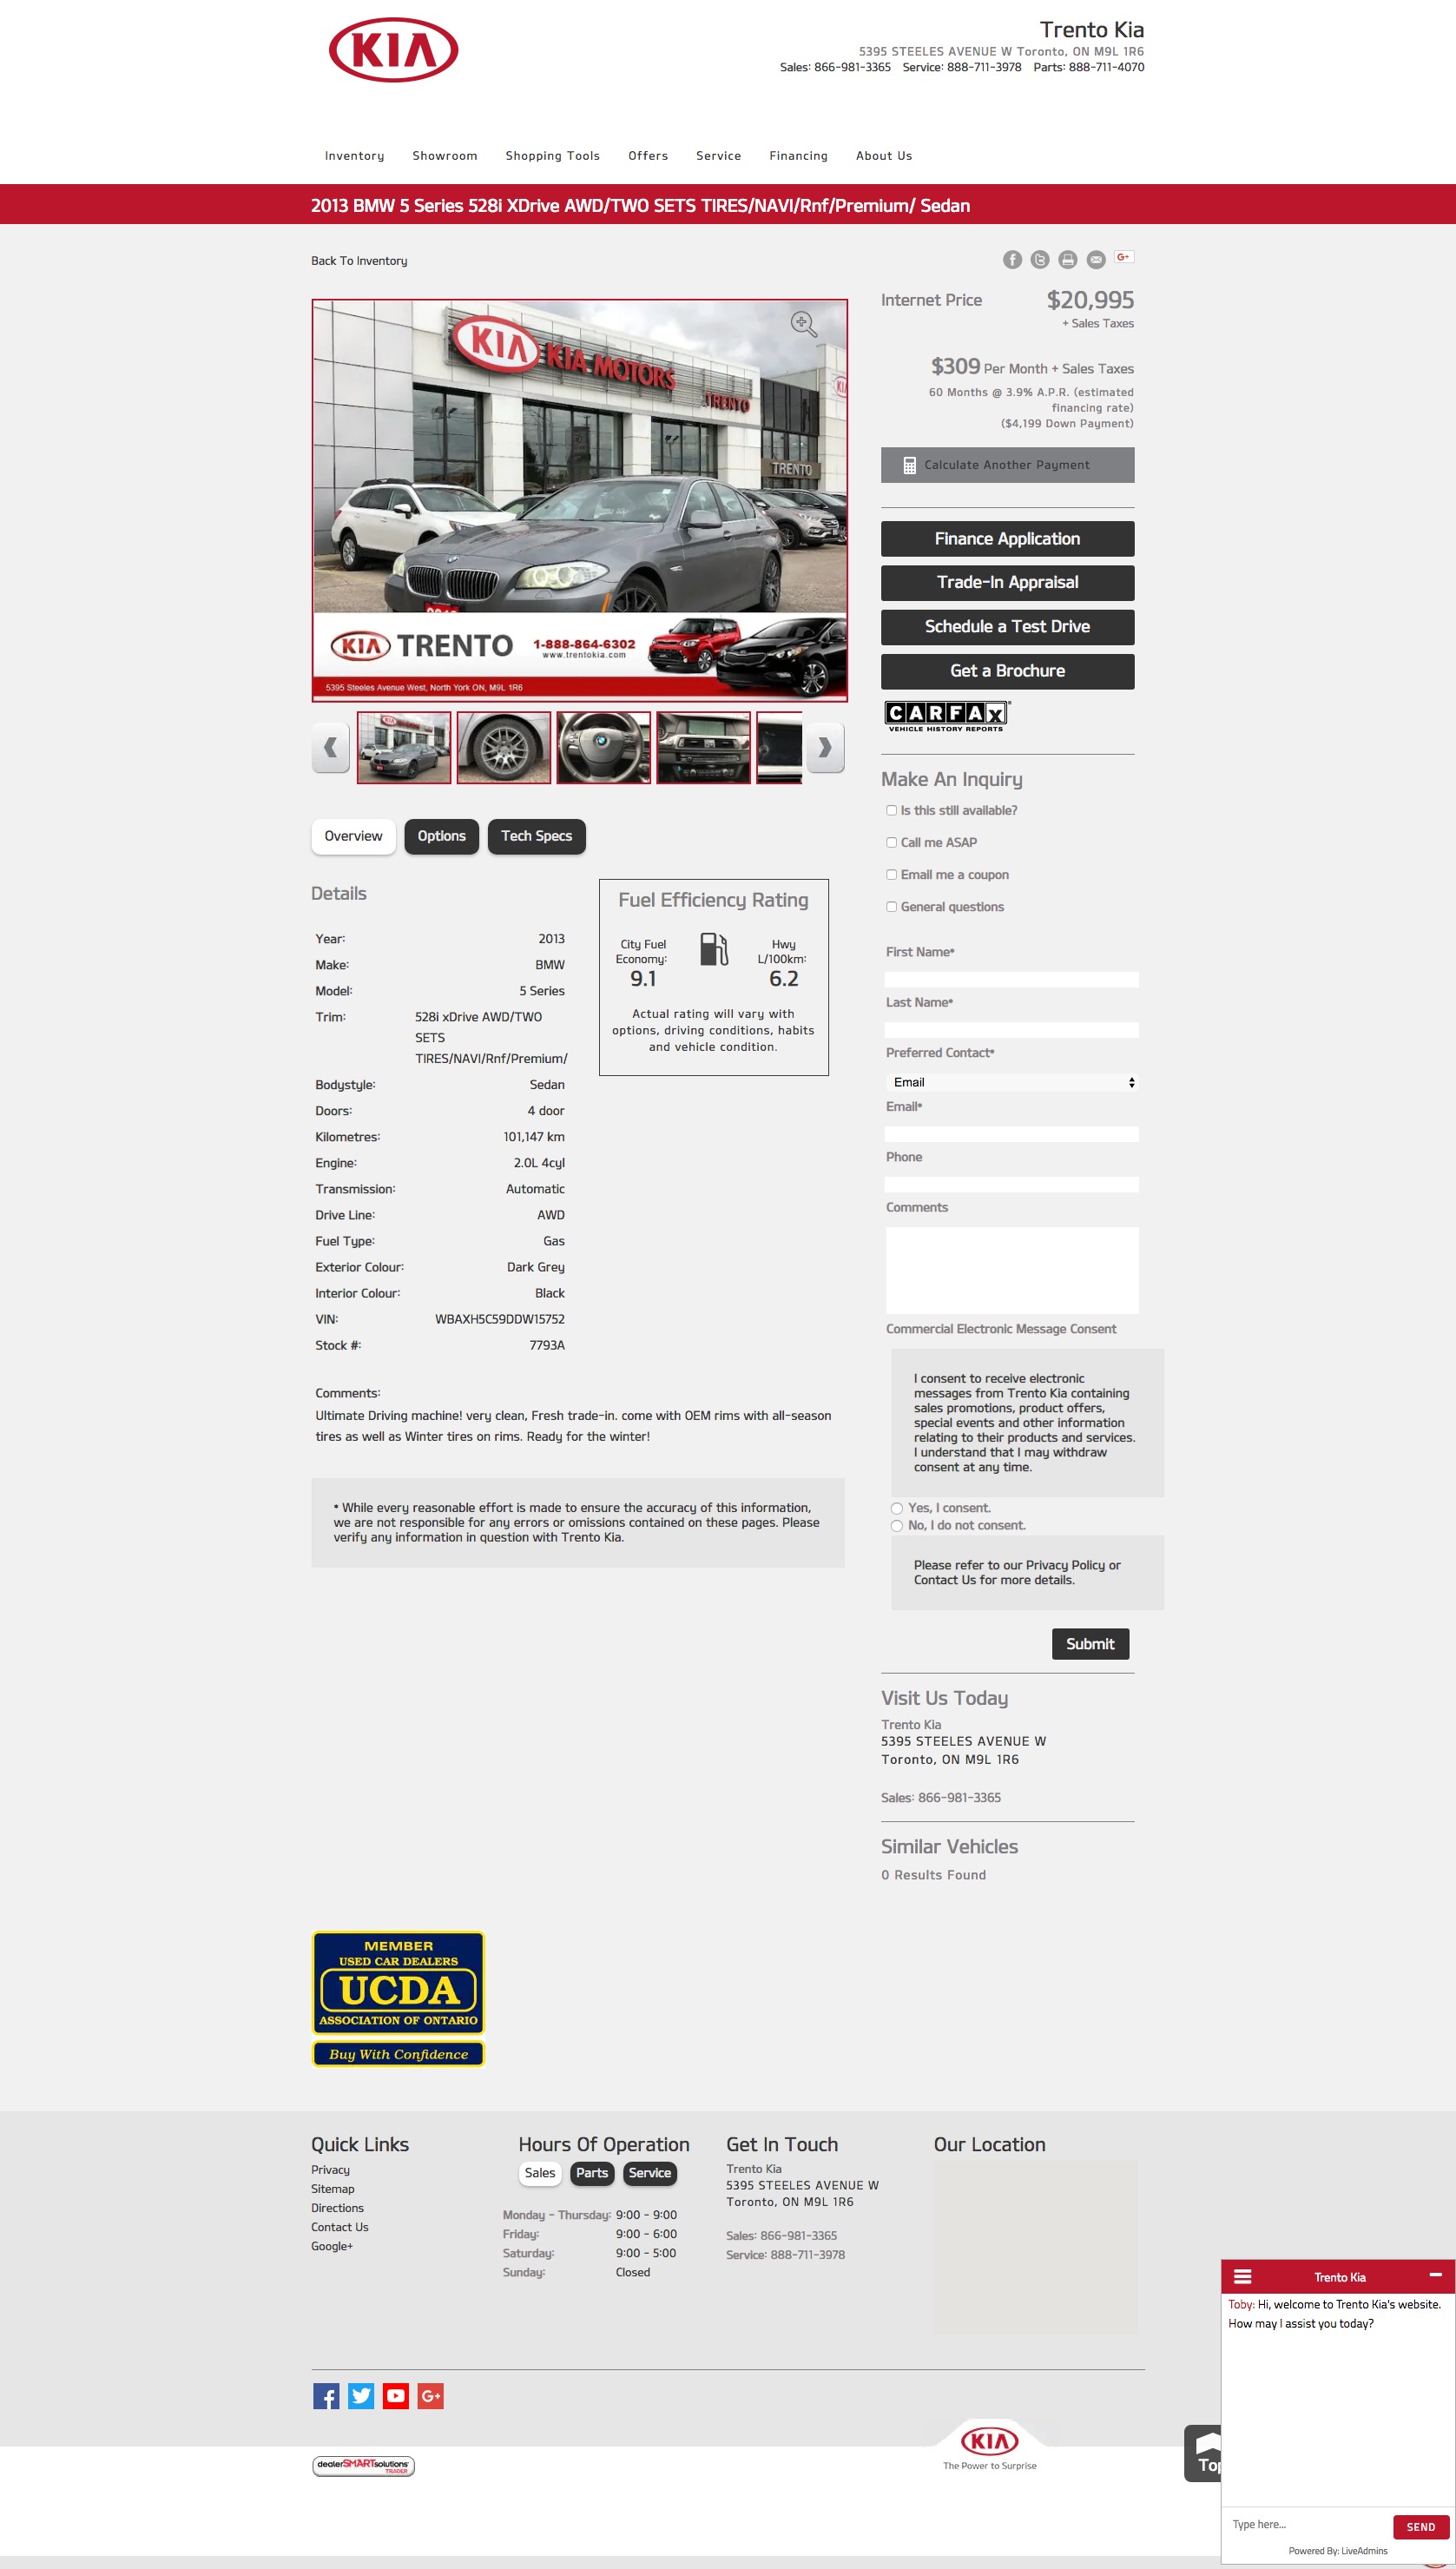 KIA
Trento Kia
5395 STEELES AVENUE W Toronto, ON M9L 1R6
Sales: 866-981-3365 Service: 888-711-3978 Parts: 888-711-4070
Inventory Showroom Shopping Tools Offers Service Financing About Us
2013 BMW 5 Series 528i XDrive AWD/TWO SETS TIRES/NAVI/Rnf/Premium/ Sedan
Back To Inventory
G+
KIA KIA MOTORS
TRENTO
TRENTO
KIA TRENTO
1-888-864-6302
www.trentokia.com
5395 Steeles Avenue West, North York ON, M9L 1R6
Internet Price $20,995
+ Sales Taxes
$309 Per Month + Sales Taxes
60 Months @ 3.9% A.P.R. (estimated
financing rate)
($4,199 Down Payment)
Calculate Another Payment
Finance Application
Trade-In Appraisal
Schedule a Test Drive
Get a Brochure
CARFAX
VEHICLE HISTORY REPORTS
Overview Options Tech Specs
Details
Year: 2013
Make: BMW
Model: 5 Series
Trim: 528i xDrive AWD/TWO
SETS
TIRES/NAVI/Rnf/Premium/
Bodystyle: Sedan
Doors: 4 door
Kilometres: 101,147 km
Engine: 2.0L 4cyl
Transmission: Automatic
Drive Line: AWD
Fuel Type: Gas
Exterior Colour: Dark Grey
Interior Colour: Black
VIN: WBAXH5C59DDW15752
Stock #: 7793A
Fuel Efficiency Rating
City Fuel
Economy:
9.1
Hwy
L/100km:
6.2
Actual rating will vary with
options, driving conditions, habits
and vehicle condition.
Comments:
Ultimate Driving machine! very clean, Fresh trade-in. come with OEM rims with all-season
tires as well as Winter tires on rims. Ready for the winter!
* While every reasonable effort is made to ensure the accuracy of this information,
we are not responsible for any errors or omissions contained on these pages. Please
verify any information in question with Trento Kia.
Make An Inquiry
Is this still available?
Call me ASAP
Email me a coupon
General questions
First Name*
Last Name*
Preferred Contact*
Email
Email*
Phone
Comments
Commercial Electronic Message Consent
I consent to receive electronic
messages from Trento Kia containing
sales promotions, product offers,
special events and other information
relating to their products and services.
I understand that I may withdraw
consent at any time.
Yes, I consent.
No, I do not consent.
Please refer to our Privacy Policy or
Contact Us for more details.
Submit
Visit Us Today
Trento Kia
5395 STEELES AVENUE W
Toronto, ON M9L 1R6
Sales: 866-981-3365
Similar Vehicles
0 Results Found
MEMBER
USED CAR DEALERS
UCDA
ASSOCIATION OF ONTARIO
Buy With Confidence
Quick Links
Privacy
Sitemap
Directions
Contact Us
Google+
Hours Of Operation
Sales Parts Service
Monday - Thursday: 9:00 - 9:00
Friday: 9:00 - 6:00
Saturday: 9:00 - 5:00
Sunday: Closed
Get In Touch
Trento Kia
5395 STEELES AVENUE W
Toronto, ON M9L 1R6
Sales: 866-981-3365
Service: 888-711-3978
Our Location
G+
dealerSMARTsolutions
TRADER
KIA
The Power to Surprise
Top
Trento Kia
Toby: Hi, welcome to Trento Kia's website.
How may I assist you today?
Type here...
SEND
Powered By: LiveAdmins